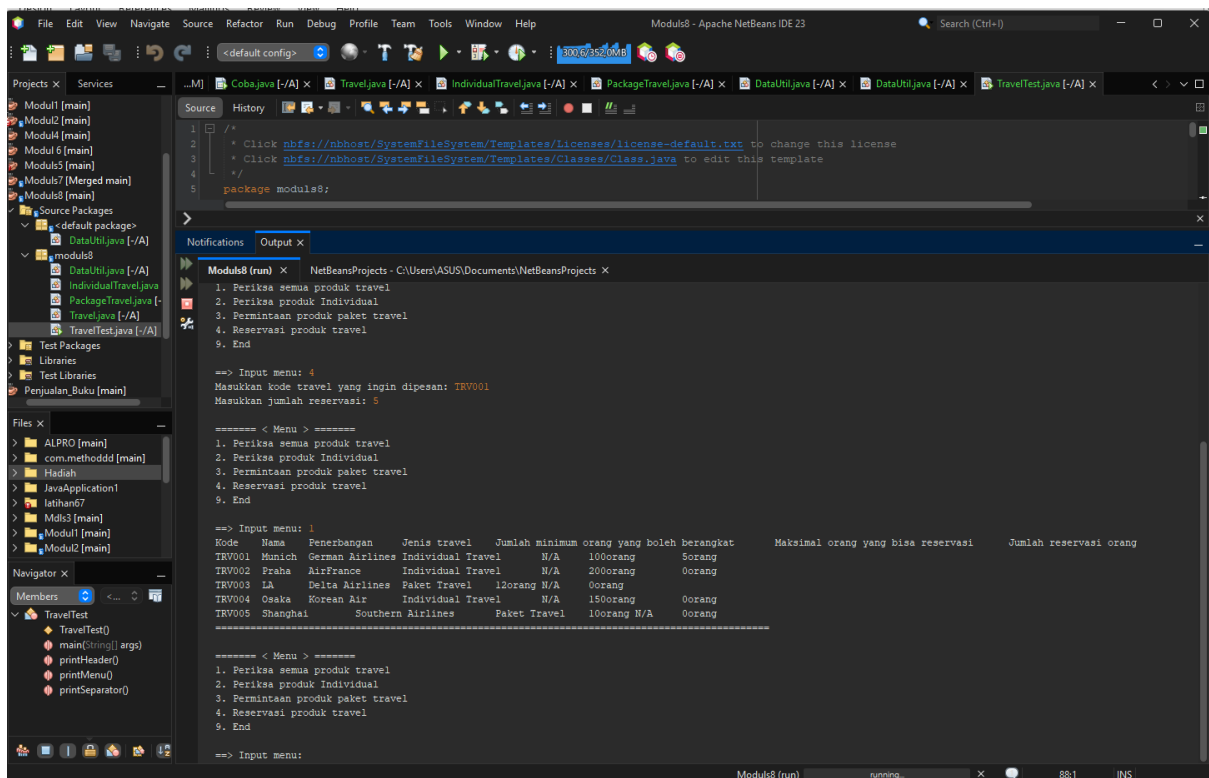 File Edit View Navigate Source Refactor Run Debug Profile Team Tools Window Help Moduls8 - Apache NetBeans IDE 23 Search (Ctrl+I)
<default config> 300,6/352,0MB
Projects × Services
...M] Coba.java [-/A] × Travel.java [-/A] × IndividualTravel.java [-/A] × PackageTravel.java [-/A] × DataUtil.java [-/A] × DataUtil.java [-/A] × TravelTest.java [-/A] ×
Modul1 [main]
Modul2 [main]
Modul4 [main]
Modul 6 [main]
Moduls5 [main]
Moduls7 [Merged main]
Moduls8 [main]
Source Packages
<default package>
DataUtil.java [-/A]
moduls8
DataUtil.java [-/A]
IndividualTravel.java
PackageTravel.java [-
Travel.java [-/A]
TravelTest.java [-/A]
Test Packages
Libraries
Test Libraries
Penjualan_Buku [main]
Files ×
ALPRO [main]
com.methoddd [main]
Hadiah
JavaApplication1
latihan67
Mdls3 [main]
Modul1 [main]
Modul2 [main]
Navigator ×
Members <...
TravelTest
TravelTest()
main(String[] args)
printHeader()
printMenu()
printSeparator()
Source History
1 /*
2 * Click nbfs://nbhost/SystemFileSystem/Templates/Licenses/license-default.txt to change this license
3 * Click nbfs://nbhost/SystemFileSystem/Templates/Classes/Class.java to edit this template
4 */
5 package moduls8;
Notifications Output ×
Moduls8 (run) × NetBeansProjects - C:\Users\ASUS\Documents\NetBeansProjects ×
1. Periksa semua produk travel
2. Periksa produk Individual
3. Permintaan produk paket travel
4. Reservasi produk travel
9. End
==> Input menu: 4
Masukkan kode travel yang ingin dipesan: TRV001
Masukkan jumlah reservasi: 5
======= < Menu > =======
1. Periksa semua produk travel
2. Periksa produk Individual
3. Permintaan produk paket travel
4. Reservasi produk travel
9. End
==> Input menu: 1
Kode Nama Penerbangan Jenis travel Jumlah minimum orang yang boleh berangkat Maksimal orang yang bisa reservasi Jumlah reservasi orang
TRV001 Munich German Airlines Individual Travel N/A 100orang 5orang
TRV002 Praha AirFrance Individual Travel N/A 200orang 0orang
TRV003 LA Delta Airlines Paket Travel 12orang N/A 0orang
TRV004 Osaka Korean Air Individual Travel N/A 150orang 0orang
TRV005 Shanghai Southern Airlines Paket Travel 10orang N/A 0orang
======= < Menu > =======
1. Periksa semua produk travel
2. Periksa produk Individual
3. Permintaan produk paket travel
4. Reservasi produk travel
9. End
==> Input menu:
Moduls8 (run) running... × 88:1 INS